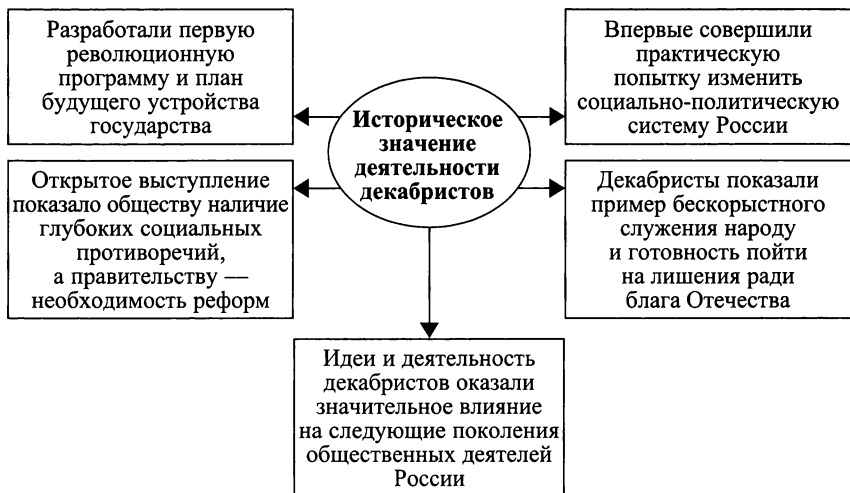 Разработали первую
революционную
программу и план
будущего устройства
государства
Впервые совершили
практическую
попытку изменить
социально-политическую
систему России
Историческое
значение
деятельности
декабристов
Открытое выступление
показало обществу наличие
глубоких социальных
противоречий,
а правительству —
необходимость реформ
Декабристы показали
пример бескорыстного
служения народу
и готовность пойти
на лишения ради
блага Отечества
Идеи и деятельность
декабристов оказали
значительное влияние
на следующие поколения
общественных деятелей
России